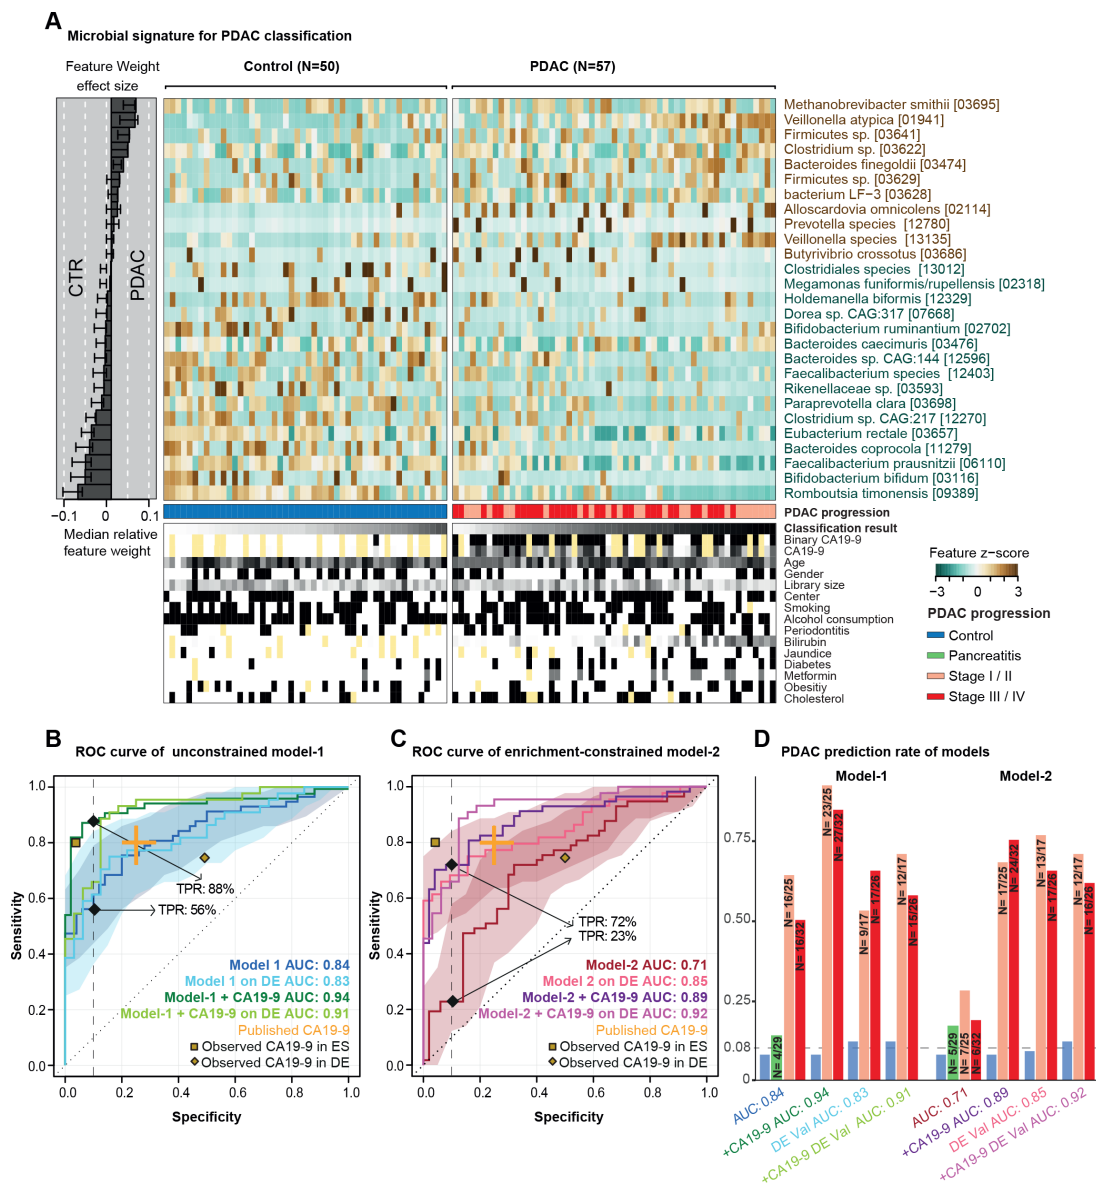 A
Microbial signature for PDAC classification
Feature Weight
effect size
Control (N=50)
PDAC (N=57)
CTR
PDAC
Methanobrevibacter smithii [03695]
Veillonella atypica [01941]
Firmicutes sp. [03641]
Clostridium sp. [03622]
Bacteroides finegoldii [03474]
Firmicutes sp. [03629]
bacterium LF−3 [03628]
Alloscardovia omnicolens [02114]
Prevotella species [12780]
Veillonella species [13135]
Butyrivibrio crossotus [03686]
Clostridiales species [13012]
Megamonas funiformis/rupellensis [02318]
Holdemanella biformis [12329]
Dorea sp. CAG:317 [07668]
Bifidobacterium ruminantium [02702]
Bacteroides caecimuris [03476]
Bacteroides sp. CAG:144 [12596]
Faecalibacterium species [12403]
Rikenellaceae sp. [03593]
Paraprevotella clara [03698]
Clostridium sp. CAG:217 [12270]
Eubacterium rectale [03657]
Bacteroides coprocola [11279]
Faecalibacterium prausnitzii [06110]
Bifidobacterium bifidum [03116]
Romboutsia timonensis [09389]
−0.1 0 0.1
Median relative
feature weight
PDAC progression
Classification result
Binary CA19-9
CA19-9
Age
Gender
Library size
Center
Smoking
Alcohol consumption
Periodontitis
Bilirubin
Jaundice
Diabetes
Metformin
Obesitiy
Cholesterol
Feature z−score
−3 0 3
PDAC progression
Control
Pancreatitis
Stage I / II
Stage III / IV
B
ROC curve of unconstrained model-1
Sensitivity
1.0
0.8
0.6
0.4
0.2
0.0
TPR: 88%
TPR: 56%
Model 1 AUC: 0.84
Model 1 on DE AUC: 0.83
Model-1 + CA19-9 AUC: 0.94
Model-1 + CA19-9 on DE AUC: 0.91
Published CA19-9
Observed CA19-9 in ES
Observed CA19-9 in DE
0.0 0.2 0.4 0.6 0.8 1.0
Specificity
C
ROC curve of enrichment-constrained model-2
Sensitivity
1.0
0.8
0.6
0.4
0.2
0.0
TPR: 72%
TPR: 23%
Model-2 AUC: 0.71
Model 2 on DE AUC: 0.85
Model-2 + CA19-9 AUC: 0.89
Model-2 + CA19-9 on DE AUC: 0.92
Published CA19-9
Observed CA19-9 in ES
Observed CA19-9 in DE
0.0 0.2 0.4 0.6 0.8 1.0
Specificity
D
PDAC prediction rate of models
Model-1
Model-2
0.75
0.50
0.25
0.08
0
N= 4/29
N= 16/25
N= 16/32
N= 23/25
N= 27/32
N= 9/17
N= 17/26
N= 12/17
N= 15/26
N= 5/29
N= 7/25
N= 6/32
N= 17/25
N= 24/32
N= 13/17
N= 17/26
N= 12/17
N= 16/26
AUC: 0.84
+CA19-9 AUC: 0.94
DE Val AUC: 0.83
+CA19-9 DE Val AUC: 0.91
AUC: 0.71
+CA19-9 AUC: 0.89
DE Val AUC: 0.85
+CA19-9 DE Val AUC: 0.92